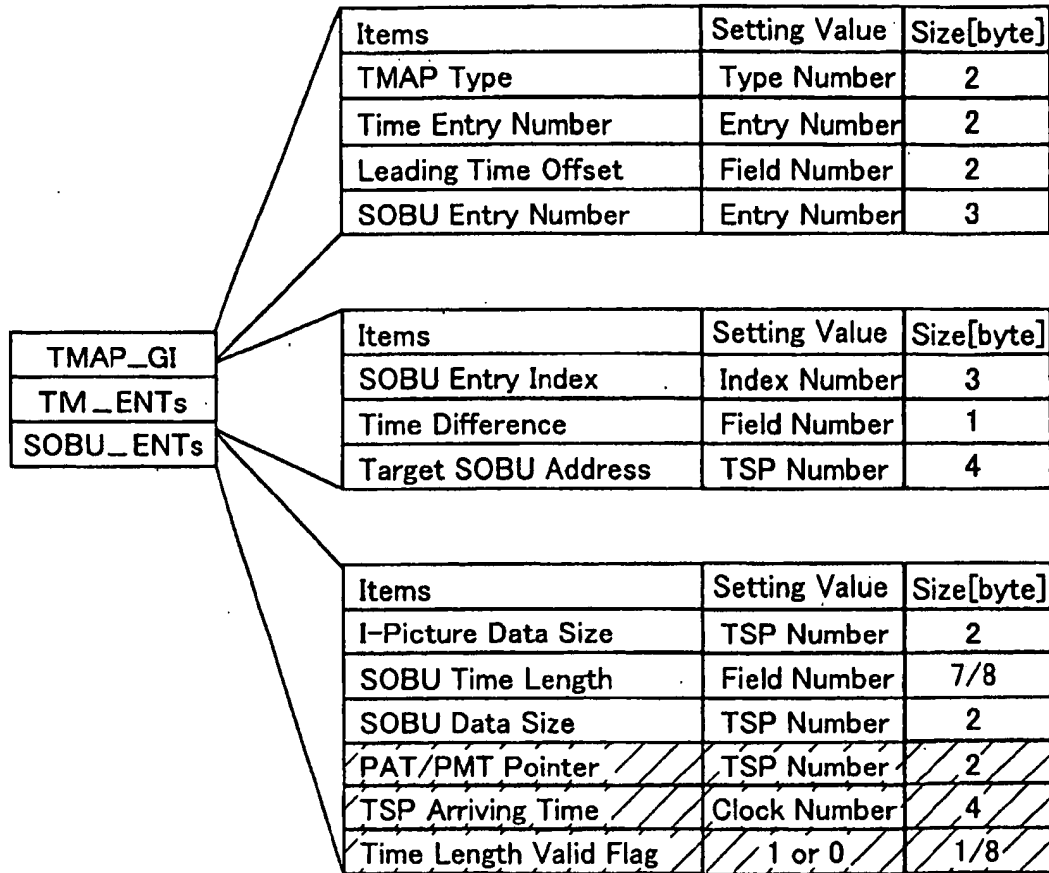 Items Setting Value Size[byte]
TMAP Type Type Number 2
Time Entry Number Entry Number 2
Leading Time Offset Field Number 2
SOBU Entry Number Entry Number 3
TMAP_GI
TM_ENTs
SOBU_ENTs
Items Setting Value Size[byte]
SOBU Entry Index Index Number 3
Time Difference Field Number 1
Target SOBU Address TSP Number 4
Items Setting Value Size[byte]
I-Picture Data Size TSP Number 2
SOBU Time Length Field Number 7/8
SOBU Data Size TSP Number 2
PAT/PMT Pointer TSP Number 2
TSP Arriving Time Clock Number 4
Time Length Valid Flag 1 or 0 1/8